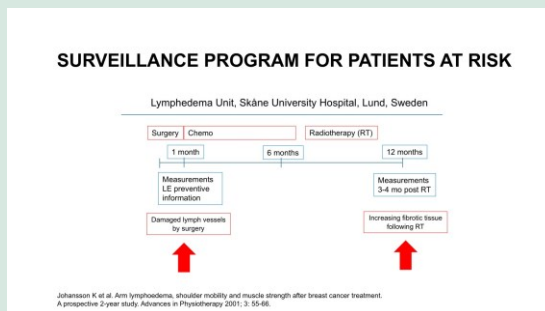 SURVEILLANCE PROGRAM FOR PATIENTS AT RISK
Lymphedema Unit, Skåne University Hospital, Lund, Sweden
Surgery Chemo Radiotherapy (RT)
1 month 6 months 12 months
Measurements
LE preventive
information
Measurements
3-4 mo post RT
Damaged lymph vessels
by surgery
Increasing fibrotic tissue
following RT
Johansson K et al. Arm lymphoedema, shoulder mobility and muscle strength after breast cancer treatment.
A prospective 2-year study. Advances in Physiotherapy 2001; 3: 55-66.